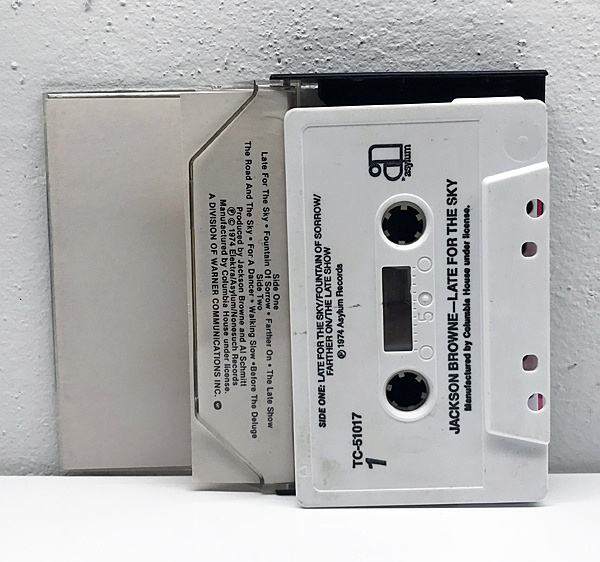 Side One
Late For The Sky • Fountain Of Sorrow • Farther On • The Late Show
Side Two
The Road And The Sky • For A Dancer • Walking Slow • Before The Deluge
Produced by Jackson Browne and Al Schmitt
℗ © 1974 Elektra/Asylum/Nonesuch Records
Manufactured by Columbia House under license.
A DIVISION OF WARNER COMMUNICATIONS INC.
asylum
JACKSON BROWNE—LATE FOR THE SKY
Manufactured by Columbia House under license.
50
SIDE ONE: LATE FOR THE SKY/FOUNTAIN OF SORROW/
FARTHER ON/THE LATE SHOW
℗ 1974 Asylum Records
TC-51017
1